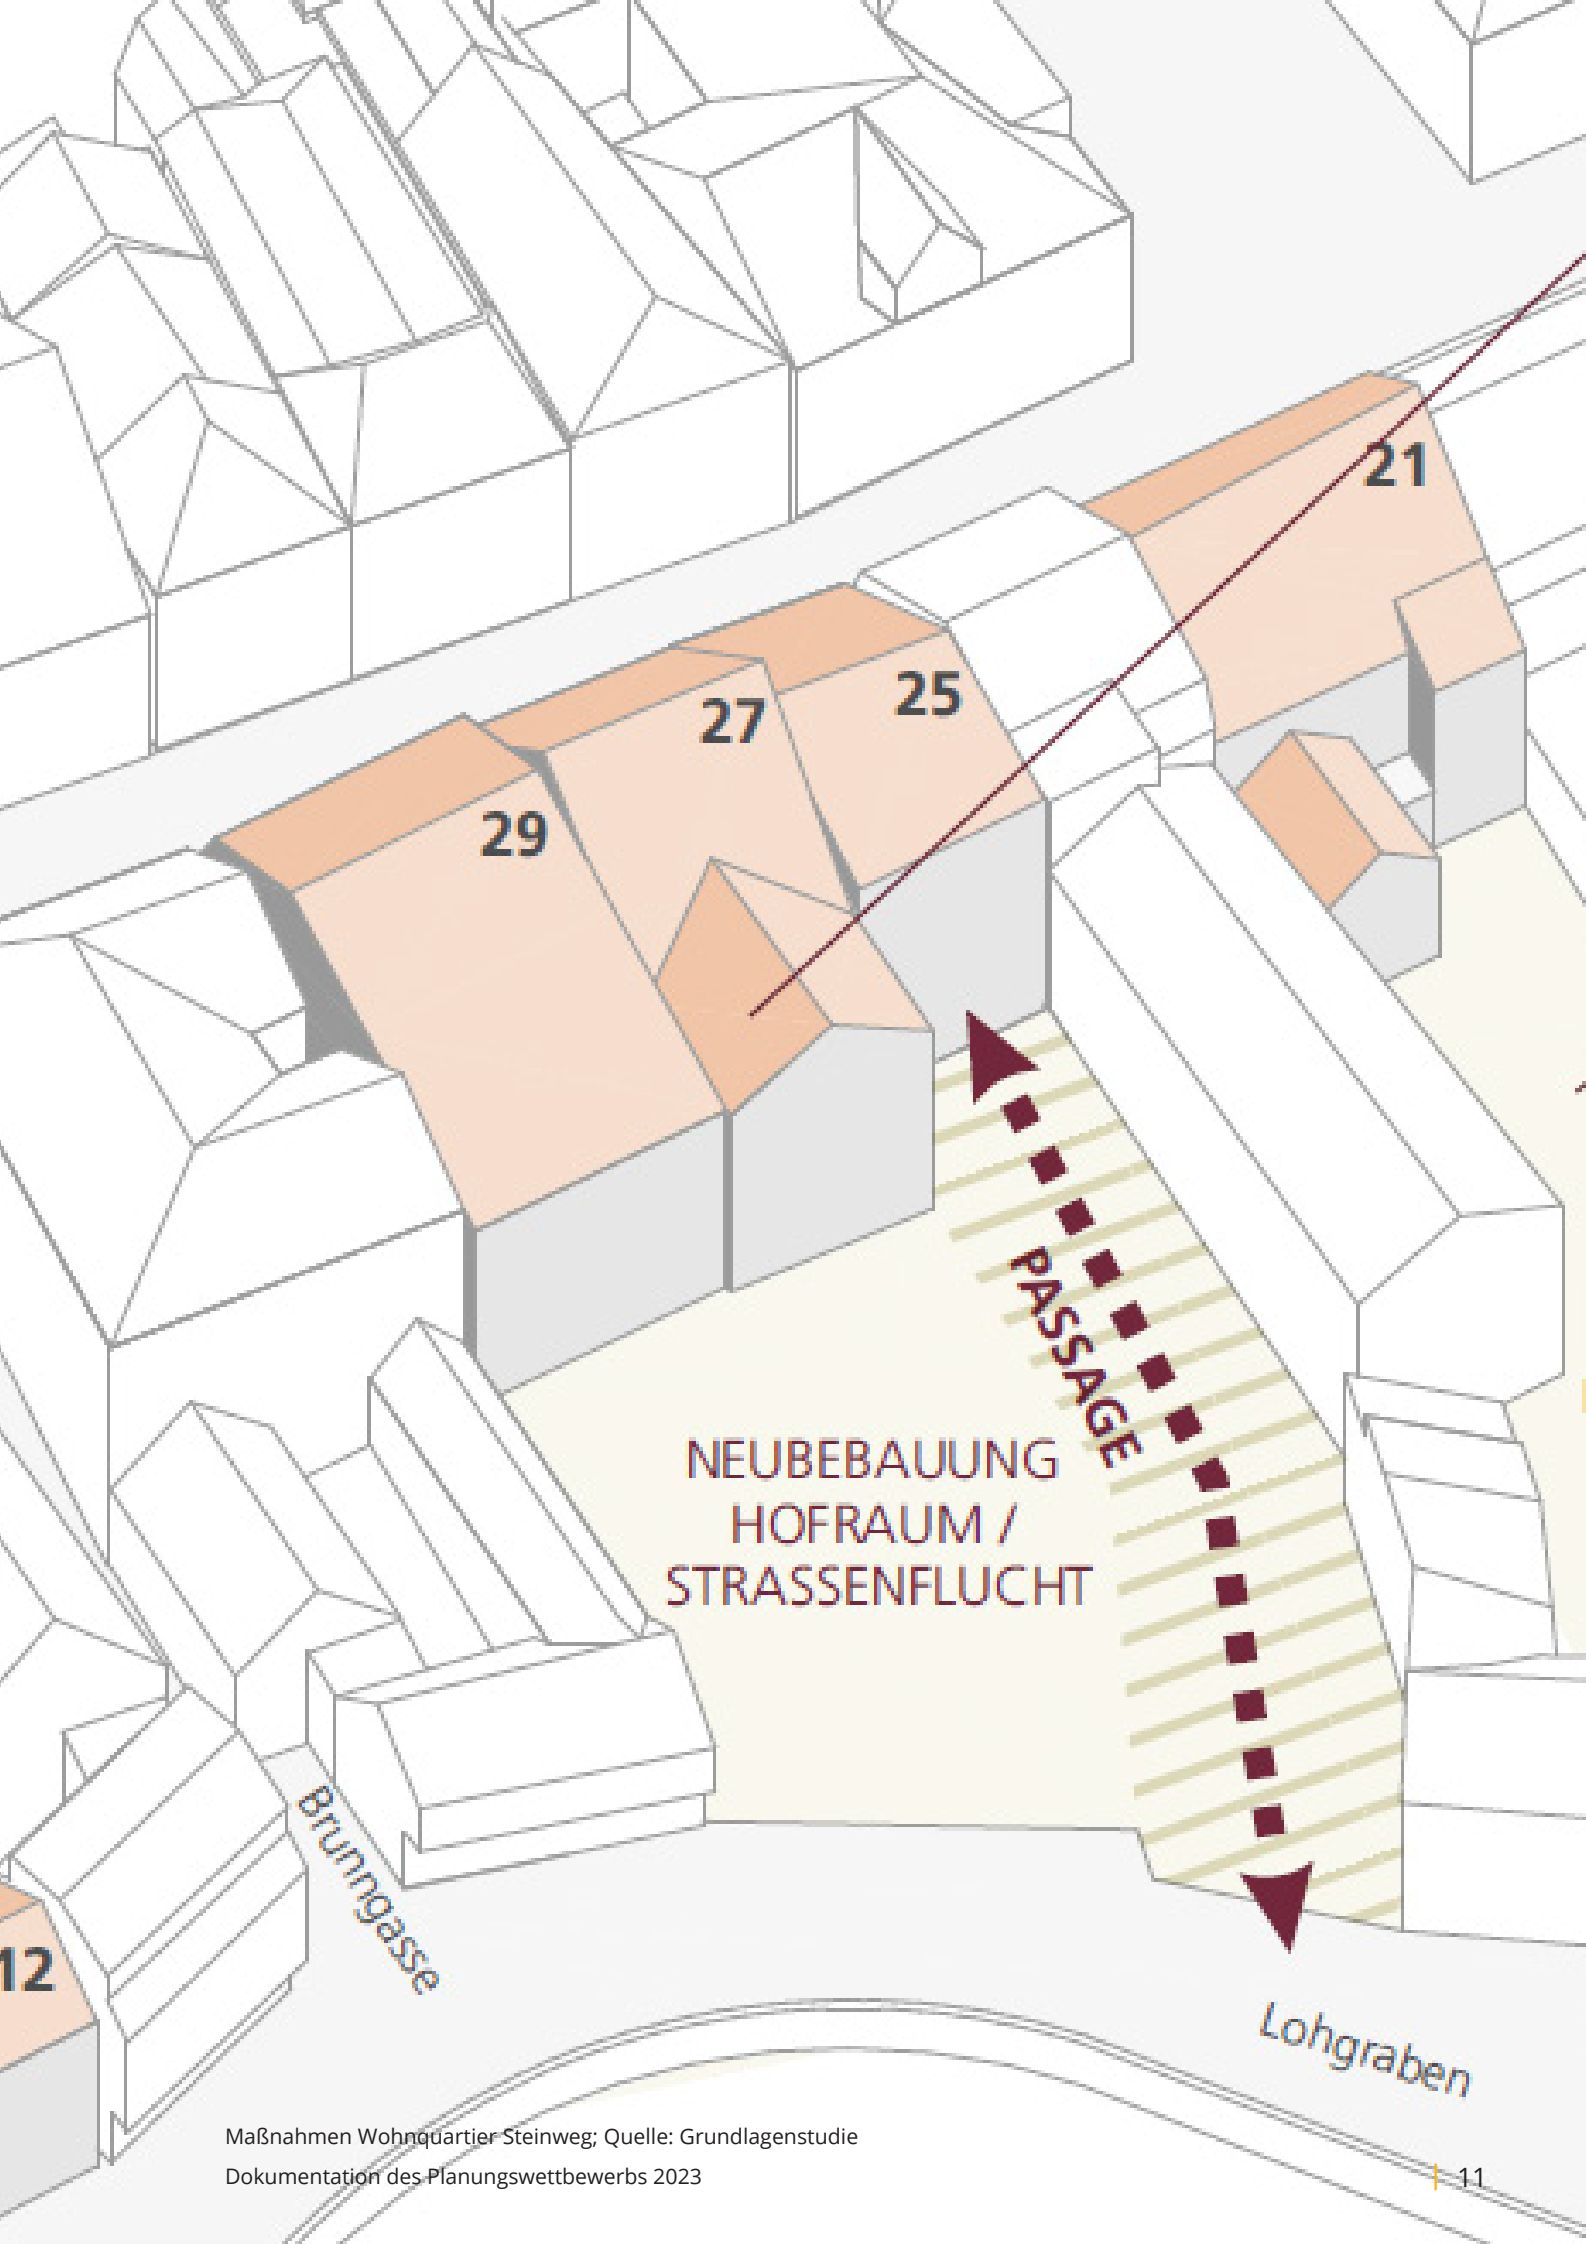 21
25
27
29
PASSAGE
NEUBEBAUUNG
HOFRAUM /
STRASSENFLUCHT
Brunngasse
12
Lohgraben
Maßnahmen Wohnquartier Steinweg; Quelle: Grundlagenstudie
Dokumentation des Planungswettbewerbs 2023
11